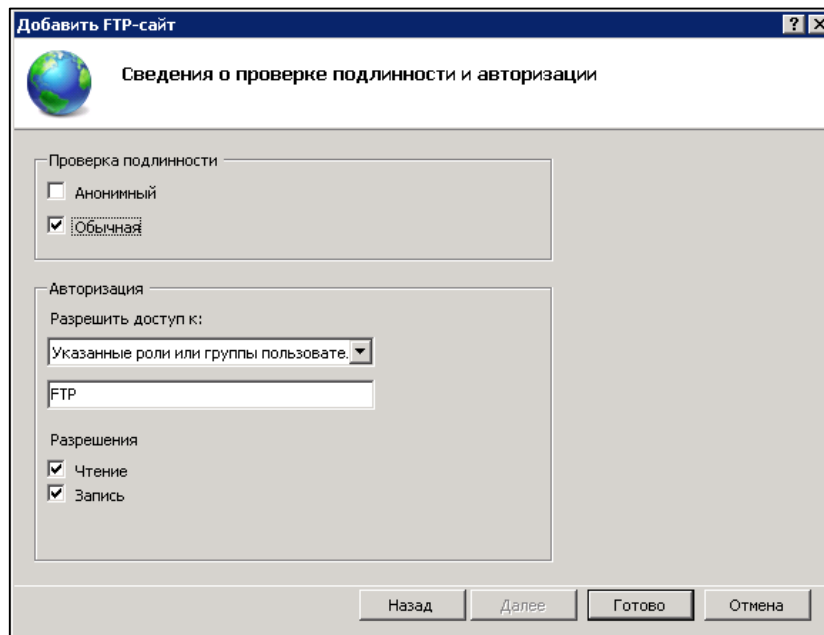 Добавить FTP-сайт
Сведения о проверке подлинности и авторизации
Проверка подлинности
Анонимный
Обычная
Авторизация
Разрешить доступ к:
Указанные роли или группы пользовате.
FTP
Разрешения
Чтение
Запись
Назад
Далее
Готово
Отмена